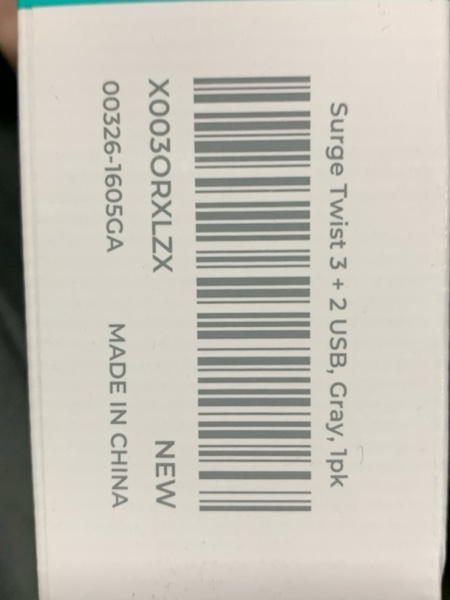 Surge Twist 3 + 2 USB, Gray, 1pk
X003ORXLZX NEW
00326-1605GA MADE IN CHINA